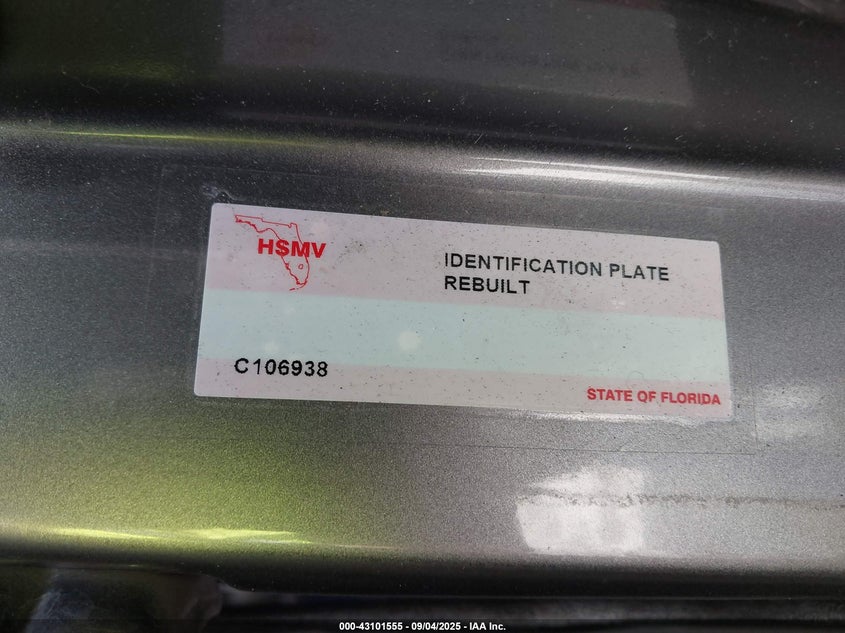 HSMV
IDENTIFICATION PLATE
REBUILT
C106938
STATE OF FLORIDA
000-43101555 - 09/04/2025 - IAA Inc.